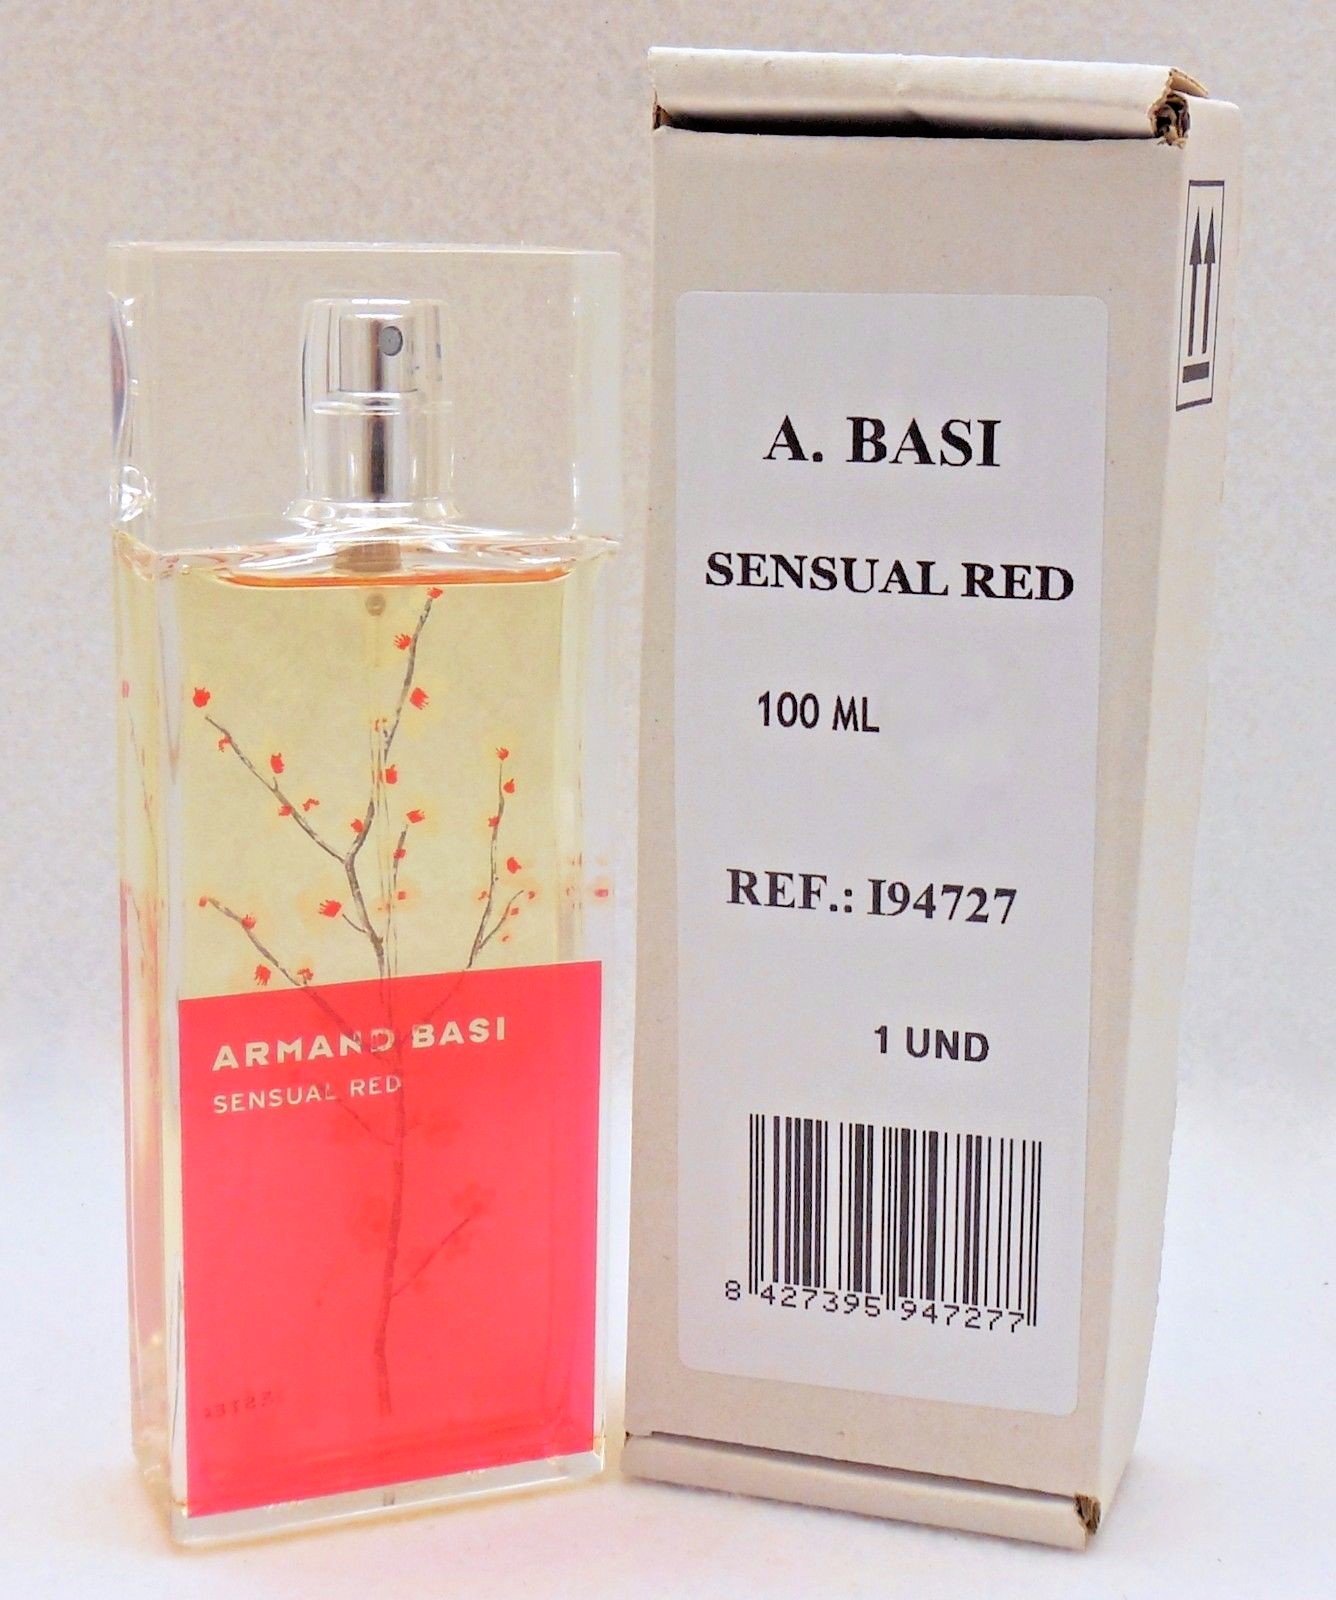 ARMAND BASI
SENSUAL RED
A. BASI
SENSUAL RED
100 ML
REF.: I94727
1 UND
8 427395 947277